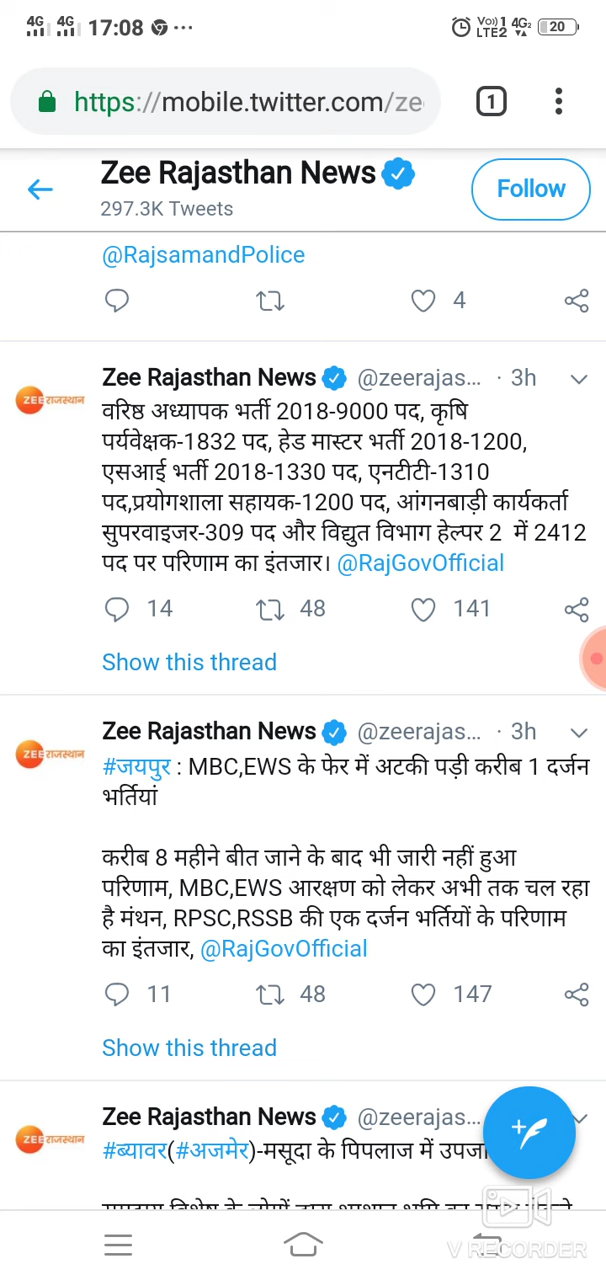 4G 4G 17:08 ... Vo) 1 LTE2 4G2 20
https://mobile.twitter.com/ze 1
Zee Rajasthan News
297.3K Tweets
Follow
@RajsamandPolice
4
ZEE राजस्थान
Zee Rajasthan News @zeerajas... · 3h
वरिष्ठ अध्यापक भर्ती 2018-9000 पद, कृषि
पर्यवेक्षक-1832 पद, हेड मास्टर भर्ती 2018-1200,
एसआई भर्ती 2018-1330 पद, एनटीटी-1310
पद,प्रयोगशाला सहायक-1200 पद, आंगनबाड़ी कार्यकर्ता
सुपरवाइजर-309 पद और विद्युत विभाग हेल्पर 2 में 2412
पद पर परिणाम का इंतजार। @RajGovOfficial
14 48 141
Show this thread
ZEE राजस्थान
Zee Rajasthan News @zeerajas... · 3h
#जयपुर : MBC,EWS के फेर में अटकी पड़ी करीब 1 दर्जन
भर्तियां
करीब 8 महीने बीत जाने के बाद भी जारी नहीं हुआ
परिणाम, MBC,EWS आरक्षण को लेकर अभी तक चल रहा
है मंथन, RPSC,RSSB की एक दर्जन भर्तियों के परिणाम
का इंतजार, @RajGovOfficial
11 48 147
Show this thread
ZEE राजस्थान
Zee Rajasthan News @zeerajas...
#ब्यावर(#अजमेर)-मसूदा के पिपलाज में उपजा
V RECORDER